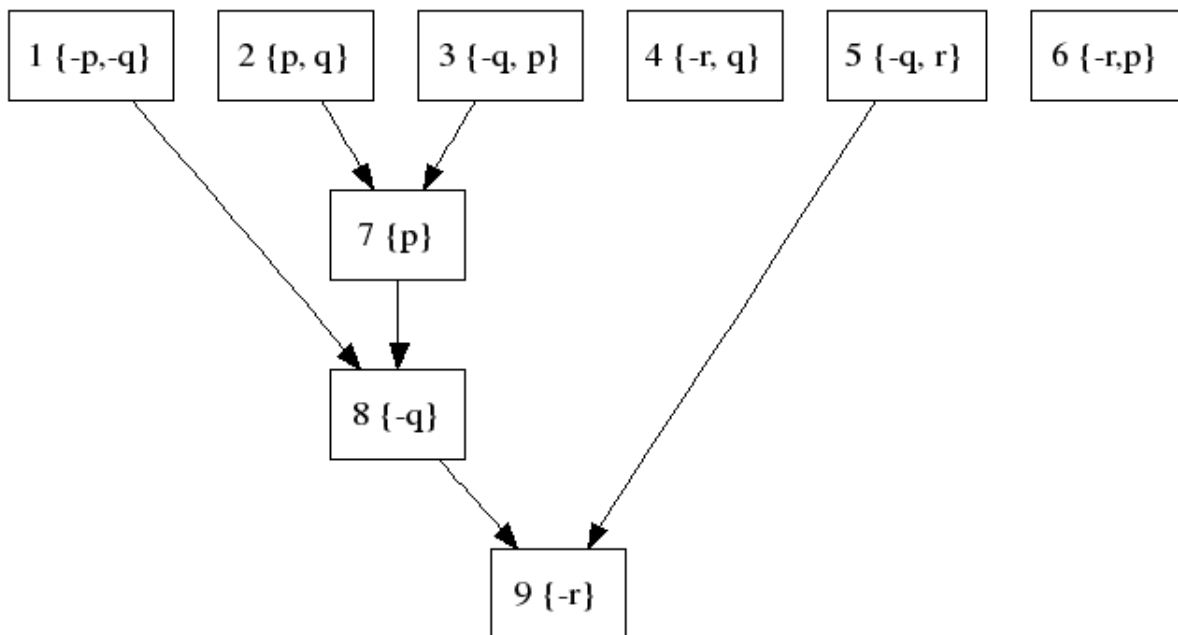 1 {-p,-q}
2 {p, q}
3 {-q, p}
4 {-r, q}
5 {-q, r}
6 {-r,p}
7 {p}
8 {-q}
9 {-r}